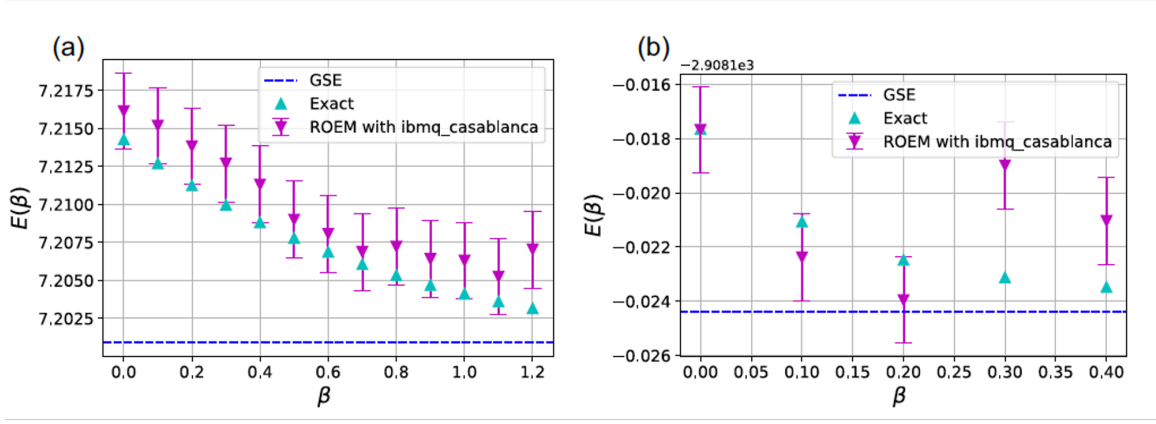 (a)
7.2175
7.2150
7.2125
7.2100
7.2075
7.2050
7.2025
E(β)
GSE
Exact
ROEM with ibmq_casablanca
0.0 0.2 0.4 0.6 0.8 1.0 1.2
β
(b)
−2.9081e3
−0.016
−0.018
−0.020
−0.022
−0.024
−0.026
E(β)
GSE
Exact
ROEM with ibmq_casablanca
0.00 0.05 0.10 0.15 0.20 0.25 0.30 0.35 0.40
β